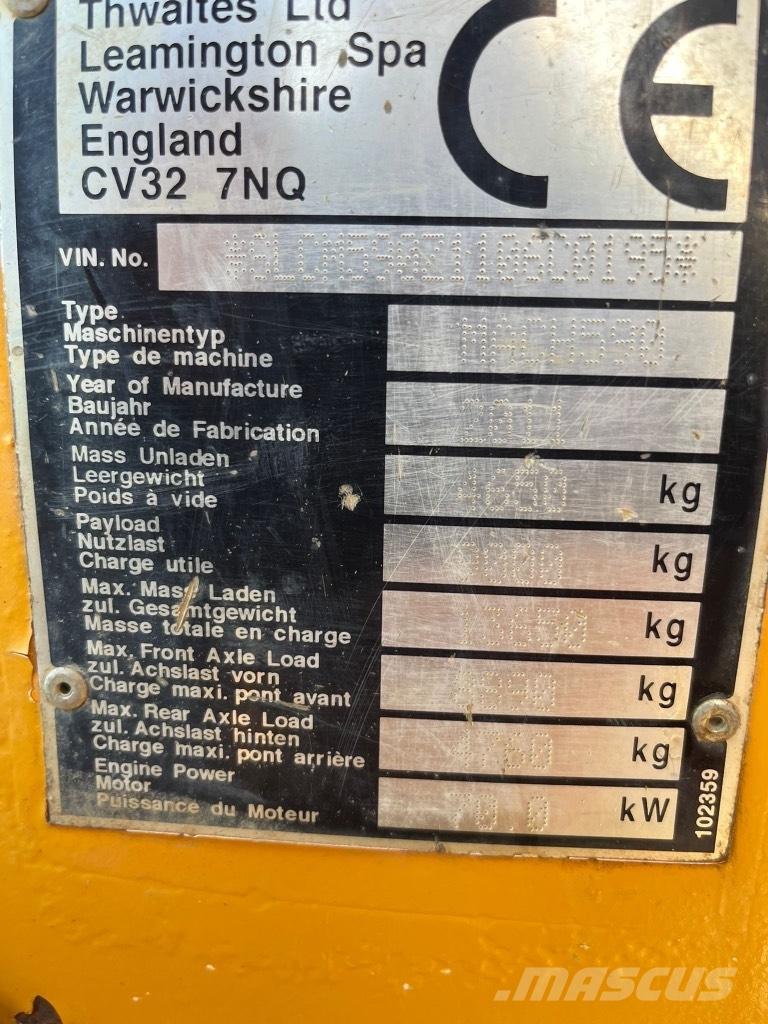 Thwaites Ltd
Leamington Spa
Warwickshire
England
CV32 7NQ
CE
VIN. No.
Type
Maschinentyp
Type de machine
Year of Manufacture
Baujahr
Année de Fabrication
Mass Unladen
Leergewicht
Poids à vide
kg
Payload
Nutzlast
Charge utile
kg
Max. Mass Laden
zul. Gesamtgewicht
Masse totale en charge
13650 kg
Max. Front Axle Load
zul. Achslast vorn
Charge maxi. pont avant
kg
Max. Rear Axle Load
zul. Achslast hinten
Charge maxi. pont arrière
kg
Engine Power
Motor
Puissance du Moteur
70.0 kW
102359
MASCUS